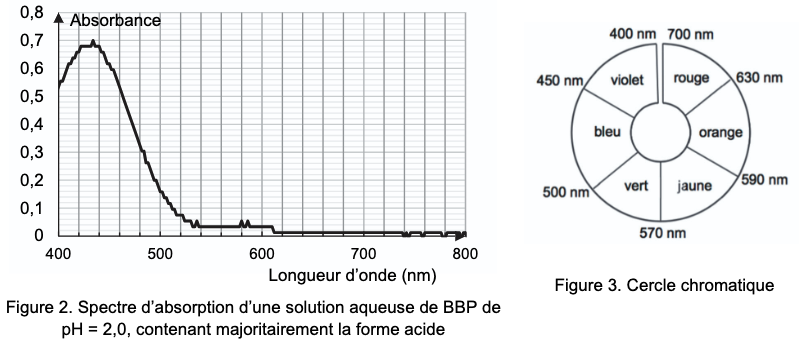 0,8
Absorbance
0,7
0,6
0,5
0,4
0,3
0,2
0,1
0
400 500 600 700 800
Longueur d'onde (nm)
Figure 2. Spectre d'absorption d'une solution aqueuse de BBP de
pH = 2,0, contenant majoritairement la forme acide
400 nm 700 nm
violet rouge
450 nm 630 nm
bleu orange
500 nm 590 nm
vert jaune
570 nm
Figure 3. Cercle chromatique